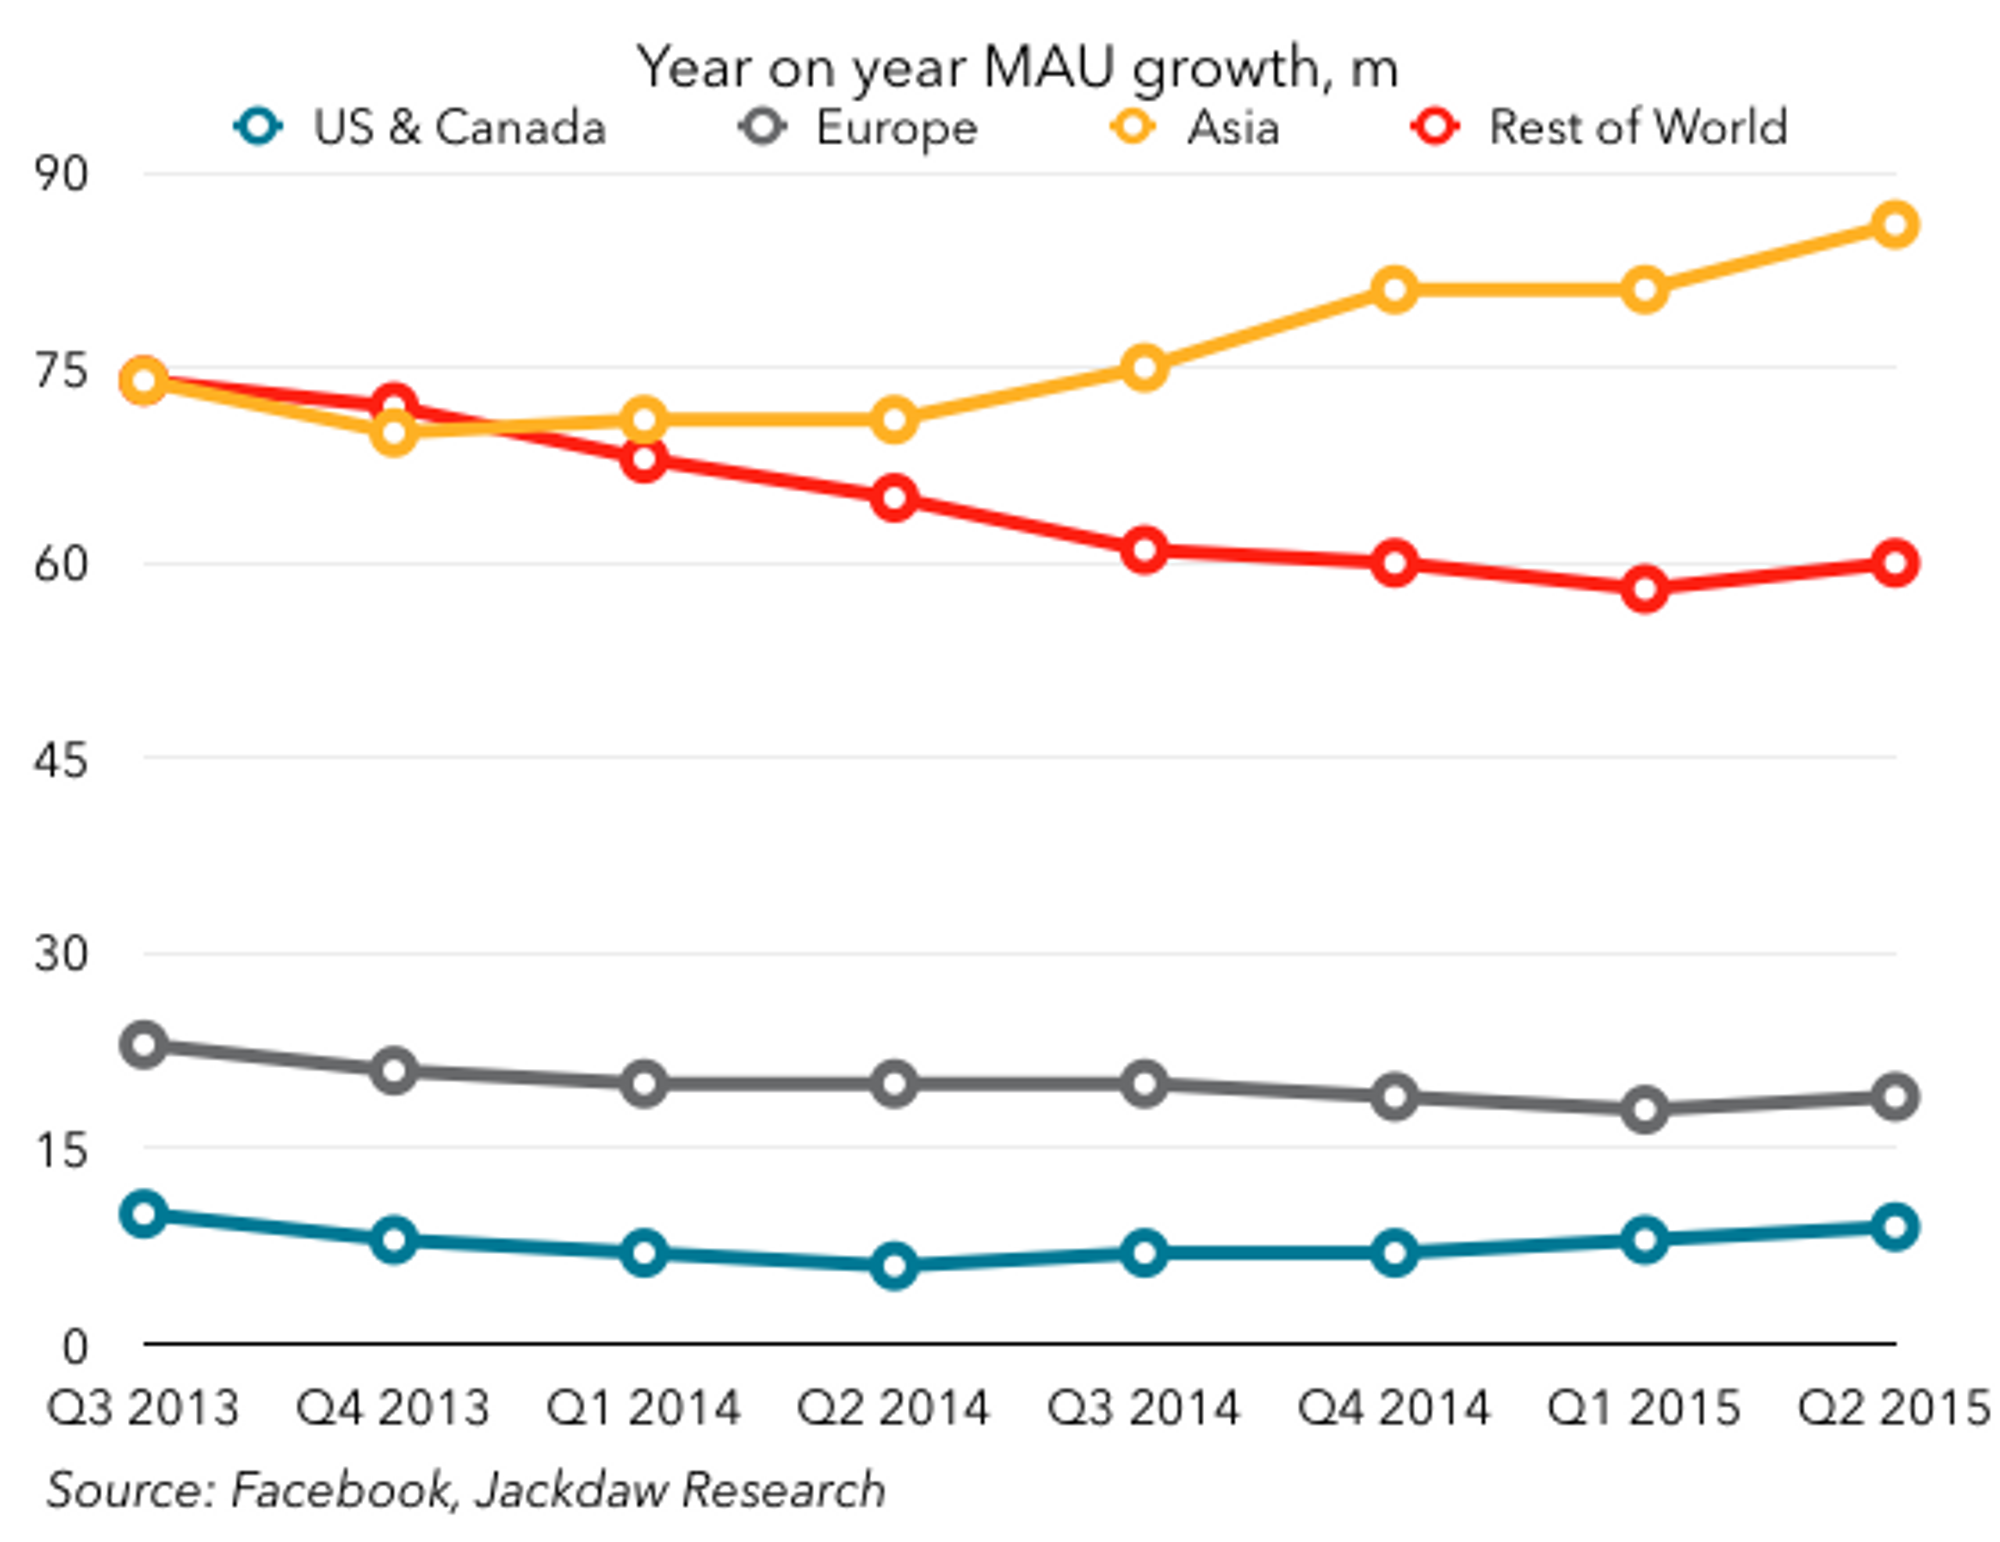 Year on year MAU growth, m
US & Canada Europe Asia Rest of World
90
75
60
45
30
15
0
Q3 2013 Q4 2013 Q1 2014 Q2 2014 Q3 2014 Q4 2014 Q1 2015 Q2 2015
Source: Facebook, Jackdaw Research